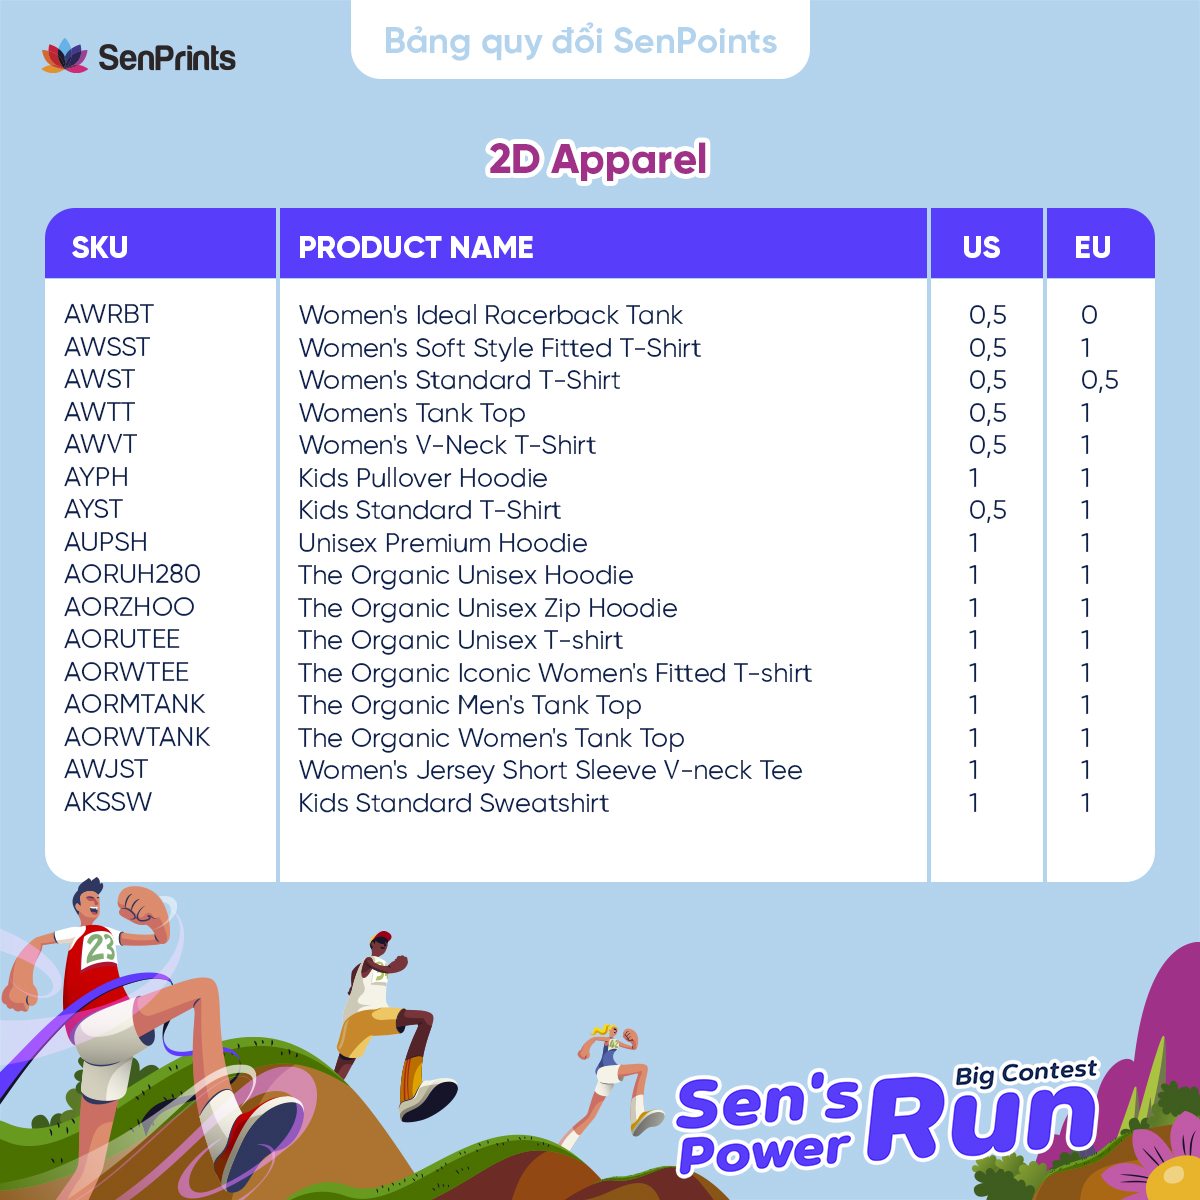 SenPrints
Bảng quy đổi SenPoints
2D Apparel
SKU PRODUCT NAME US EU
AWRBT Women's Ideal Racerback Tank 0,5 0
AWSST Women's Soft Style Fitted T-Shirt 0,5 1
AWST Women's Standard T-Shirt 0,5 0,5
AWTT Women's Tank Top 0,5 1
AWVT Women's V-Neck T-Shirt 0,5 1
AYPH Kids Pullover Hoodie 1 1
AYST Kids Standard T-Shirt 0,5 1
AUPSH Unisex Premium Hoodie 1 1
AORUH280 The Organic Unisex Hoodie 1 1
AORZHOO The Organic Unisex Zip Hoodie 1 1
AORUTEE The Organic Unisex T-shirt 1 1
AORWTEE The Organic Iconic Women's Fitted T-shirt 1 1
AORMTANK The Organic Men's Tank Top 1 1
AORWTANK The Organic Women's Tank Top 1 1
AWJST Women's Jersey Short Sleeve V-neck Tee 1 1
AKSSW Kids Standard Sweatshirt 1 1
23
Big Contest
Sen's
Power Run